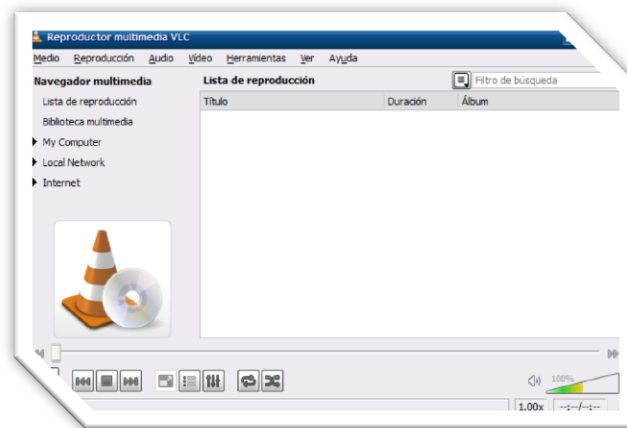 Reproductor multimedia VLC
Medio Reproducción Audio Vídeo Herramientas Ver Ayuda
Navegador multimedia
Lista de reproducción
Biblioteca multimedia
My Computer
Local Network
Internet
Lista de reproducción
Filtro de búsqueda
Título Duración Álbum
100%
1.00x --:--/--:--